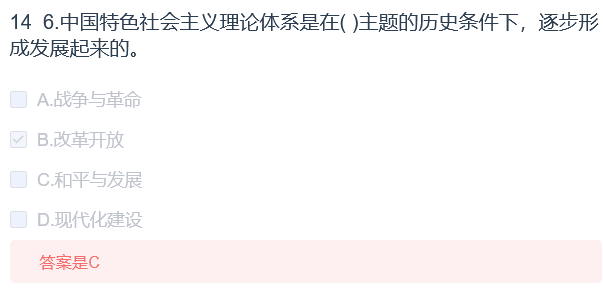 14 6.中国特色社会主义理论体系是在( )主题的历史条件下，逐步形
成发展起来的。
A.战争与革命
B.改革开放
C.和平与发展
D.现代化建设
答案是C